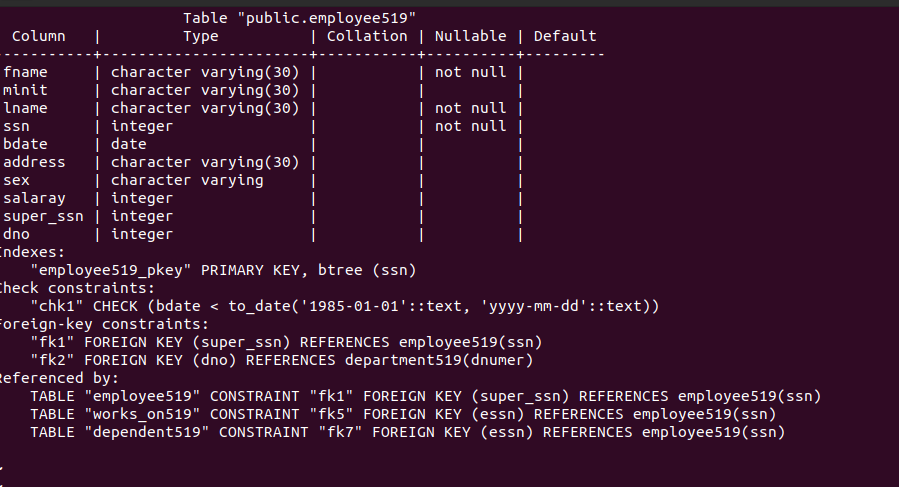 Table "public.employee519"
Column | Type | Collation | Nullable | Default
-----------+-----------------------+-----------+----------+---------
fname | character varying(30) | | not null |
minit | character varying(30) | | |
lname | character varying(30) | | not null |
ssn | integer | | not null |
bdate | date | | |
address | character varying(30) | | |
sex | character varying | | |
salaray | integer | | |
super_ssn | integer | | |
dno | integer | | |
Indexes:
"employee519_pkey" PRIMARY KEY, btree (ssn)
Check constraints:
"chk1" CHECK (bdate < to_date('1985-01-01'::text, 'yyyy-mm-dd'::text))
Foreign-key constraints:
"fk1" FOREIGN KEY (super_ssn) REFERENCES employee519(ssn)
"fk2" FOREIGN KEY (dno) REFERENCES department519(dnumer)
Referenced by:
TABLE "employee519" CONSTRAINT "fk1" FOREIGN KEY (super_ssn) REFERENCES employee519(ssn)
TABLE "works_on519" CONSTRAINT "fk5" FOREIGN KEY (essn) REFERENCES employee519(ssn)
TABLE "dependent519" CONSTRAINT "fk7" FOREIGN KEY (essn) REFERENCES employee519(ssn)